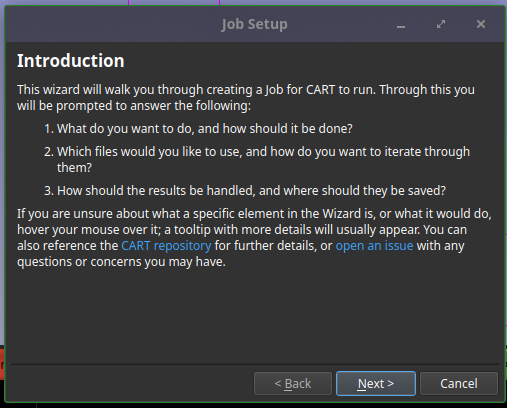 Job Setup
Introduction
This wizard will walk you through creating a Job for CART to run. Through this you
will be prompted to answer the following:
1. What do you want to do, and how should it be done?
2. Which files would you like to use, and how do you want to iterate through
them?
3. How should the results be handled, and where should they be saved?
If you are unsure about what a specific element in the Wizard is, or what it would do,
hover your mouse over it; a tooltip with more details will usually appear. You can
also reference the CART repository for further details, or open an issue with any
questions or concerns you may have.
< Back Next > Cancel